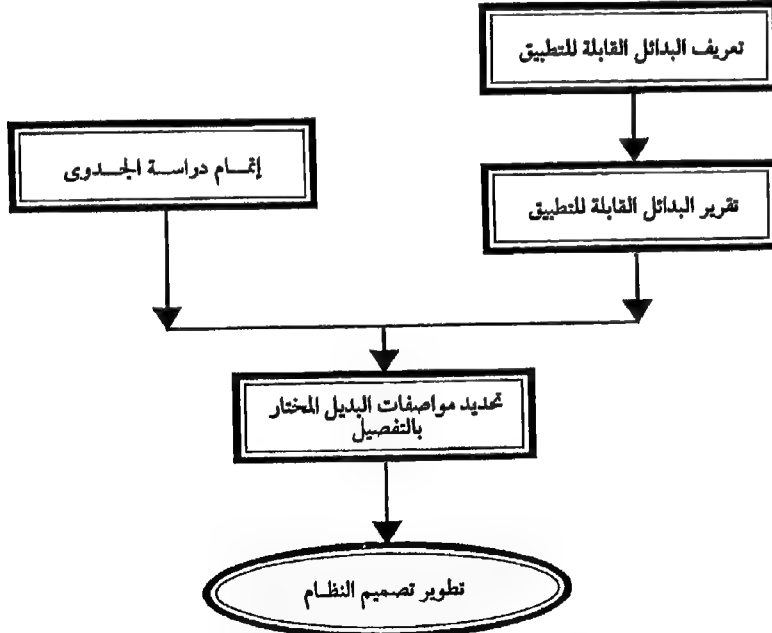 تعريف البدائل القابلة للتطبيق
إتمام دراسة الجدوى
تقرير البدائل القابلة للتطبيق
تحديد مواصفات البديل المختار
بالتفصيل
تطوير تصميم النظام